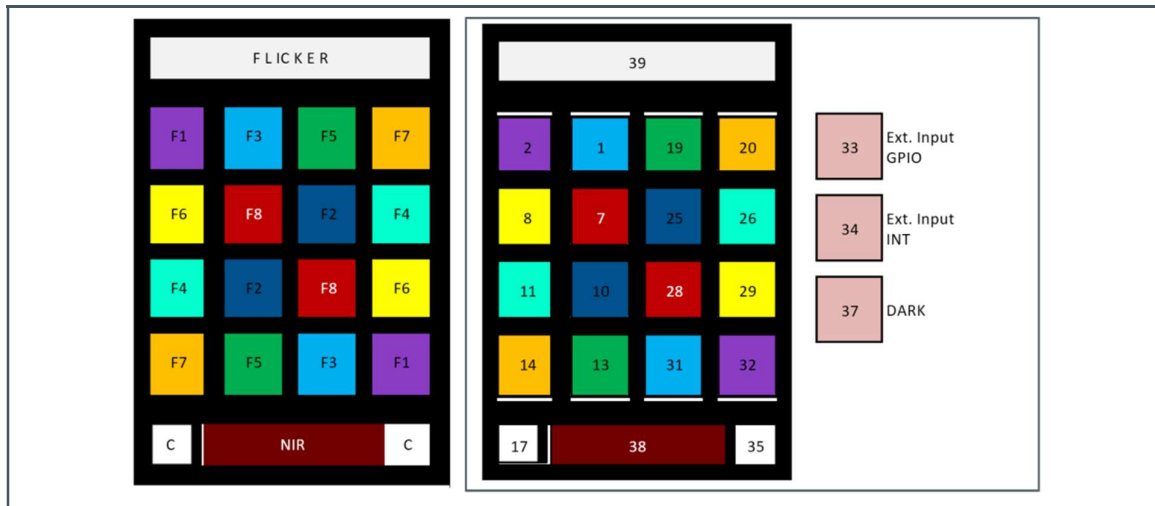 FLICKER
F1 F3 F5 F7
F6 F8 F2 F4
F4 F2 F8 F6
F7 F5 F3 F1
C NIR C
39
2 1 19 20
8 7 25 26
11 10 28 29
14 13 31 32
17 38 35
33 Ext. Input
GPIO
34 Ext. Input
INT
37 DARK